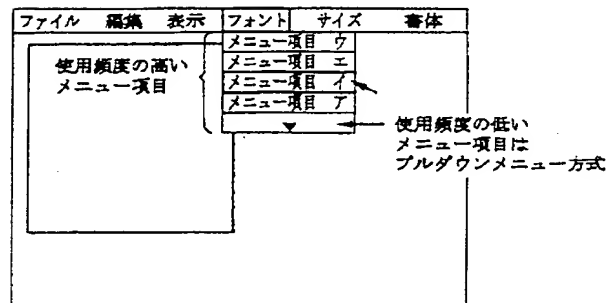 ファイル 編集 表示 フォント サイズ 書体
メニュー項目 ウ
メニュー項目 エ
メニュー項目 イ
メニュー項目 ア
▼
使用頻度の高い
メニュー項目
使用頻度の低い
メニュー項目は
プルダウンメニュー方式